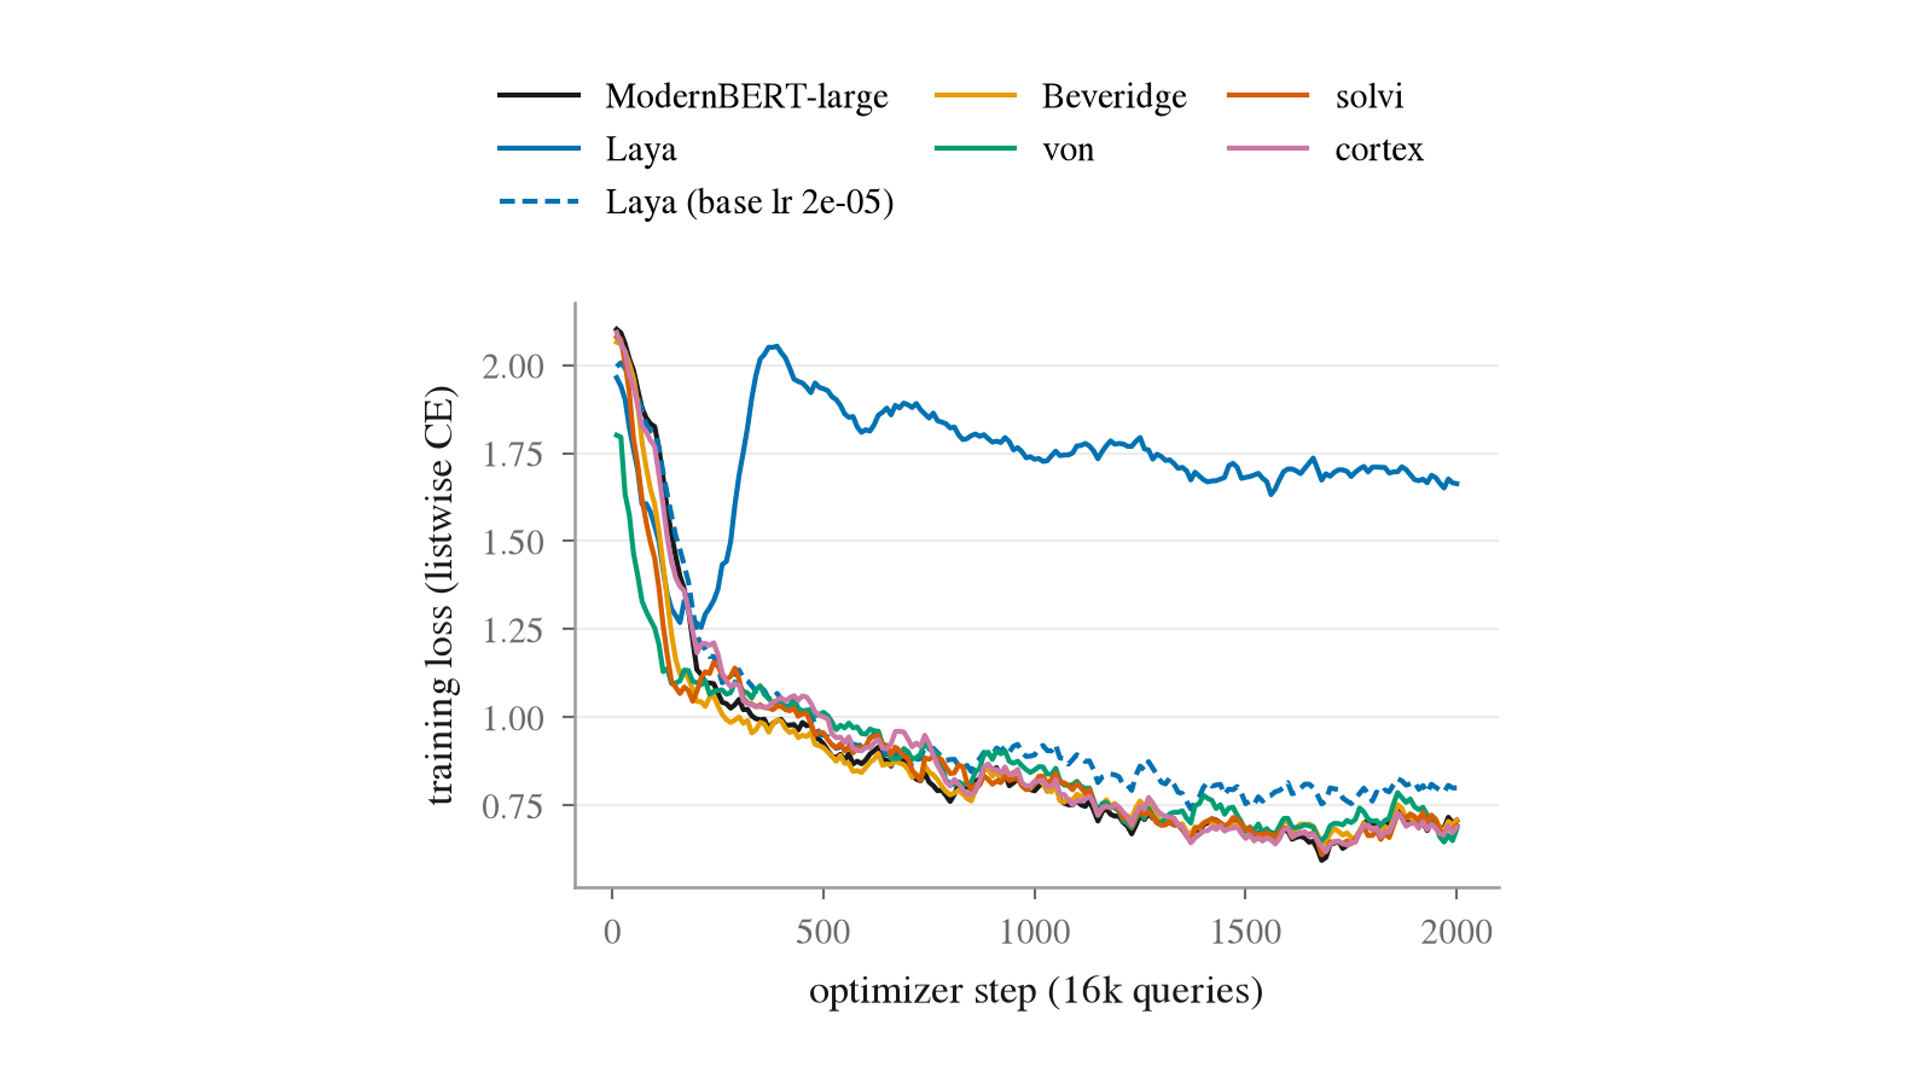 ModernBERT-large
Beveridge
solvi
Laya
von
cortex
Laya (base lr 2e-05)
training loss (listwise CE)
2.00
1.75
1.50
1.25
1.00
0.75
0
500
1000
1500
2000
optimizer step (16k queries)